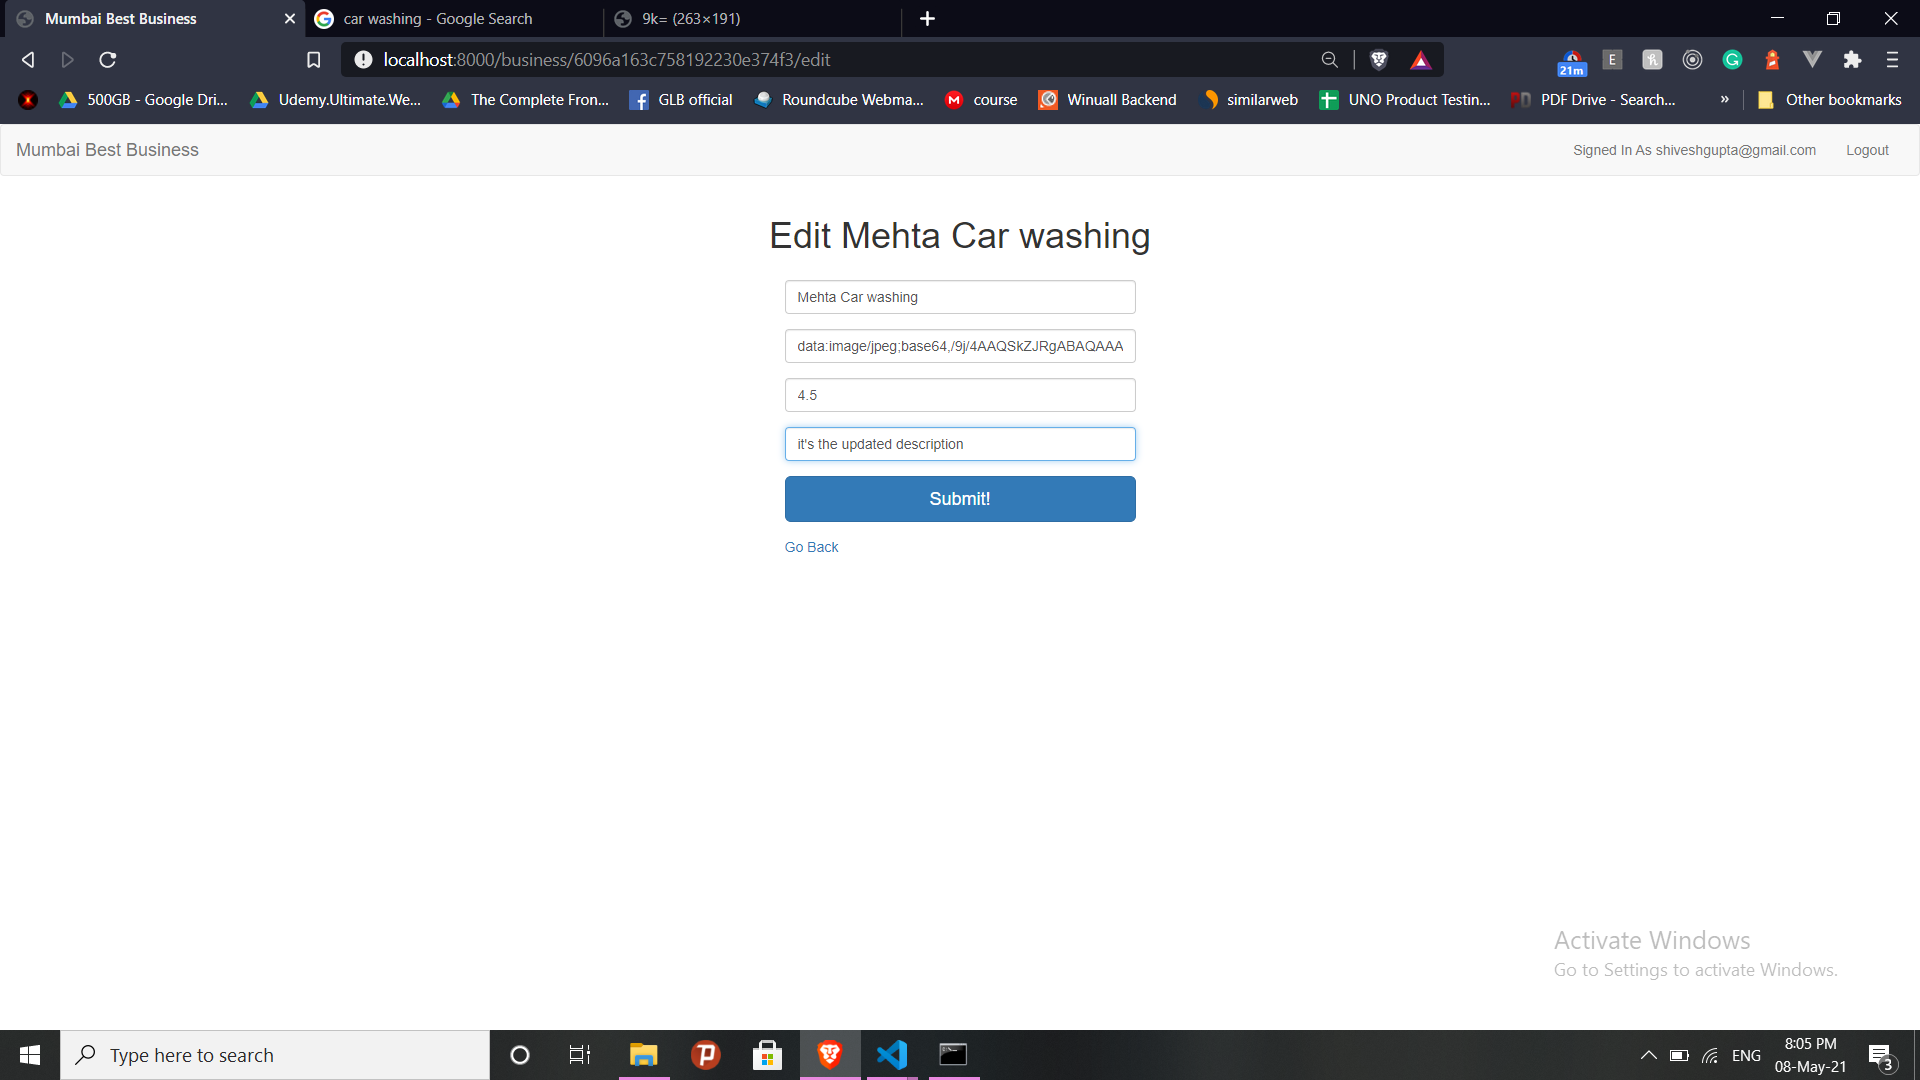 Mumbai Best Business
car washing - Google Search
9k= (263×191)
localhost:8000/business/6096a163c758192230e374f3/edit
21m
E
500GB - Google Dri...
Udemy.Ultimate.We...
The Complete Fron...
GLB official
Roundcube Webma...
course
Winuall Backend
similarweb
UNO Product Testin...
PDF Drive - Search...
»
Other bookmarks
Mumbai Best Business
Signed In As shiveshgupta@gmail.com
Logout
Edit Mehta Car washing
Mehta Car washing
data:image/jpeg;base64,/9j/4AAQSkZJRgABAQAAA
4.5
it's the updated description
Submit!
Go Back
Activate Windows
Go to Settings to activate Windows.
Type here to search
ENG
8:05 PM
08-May-21
3